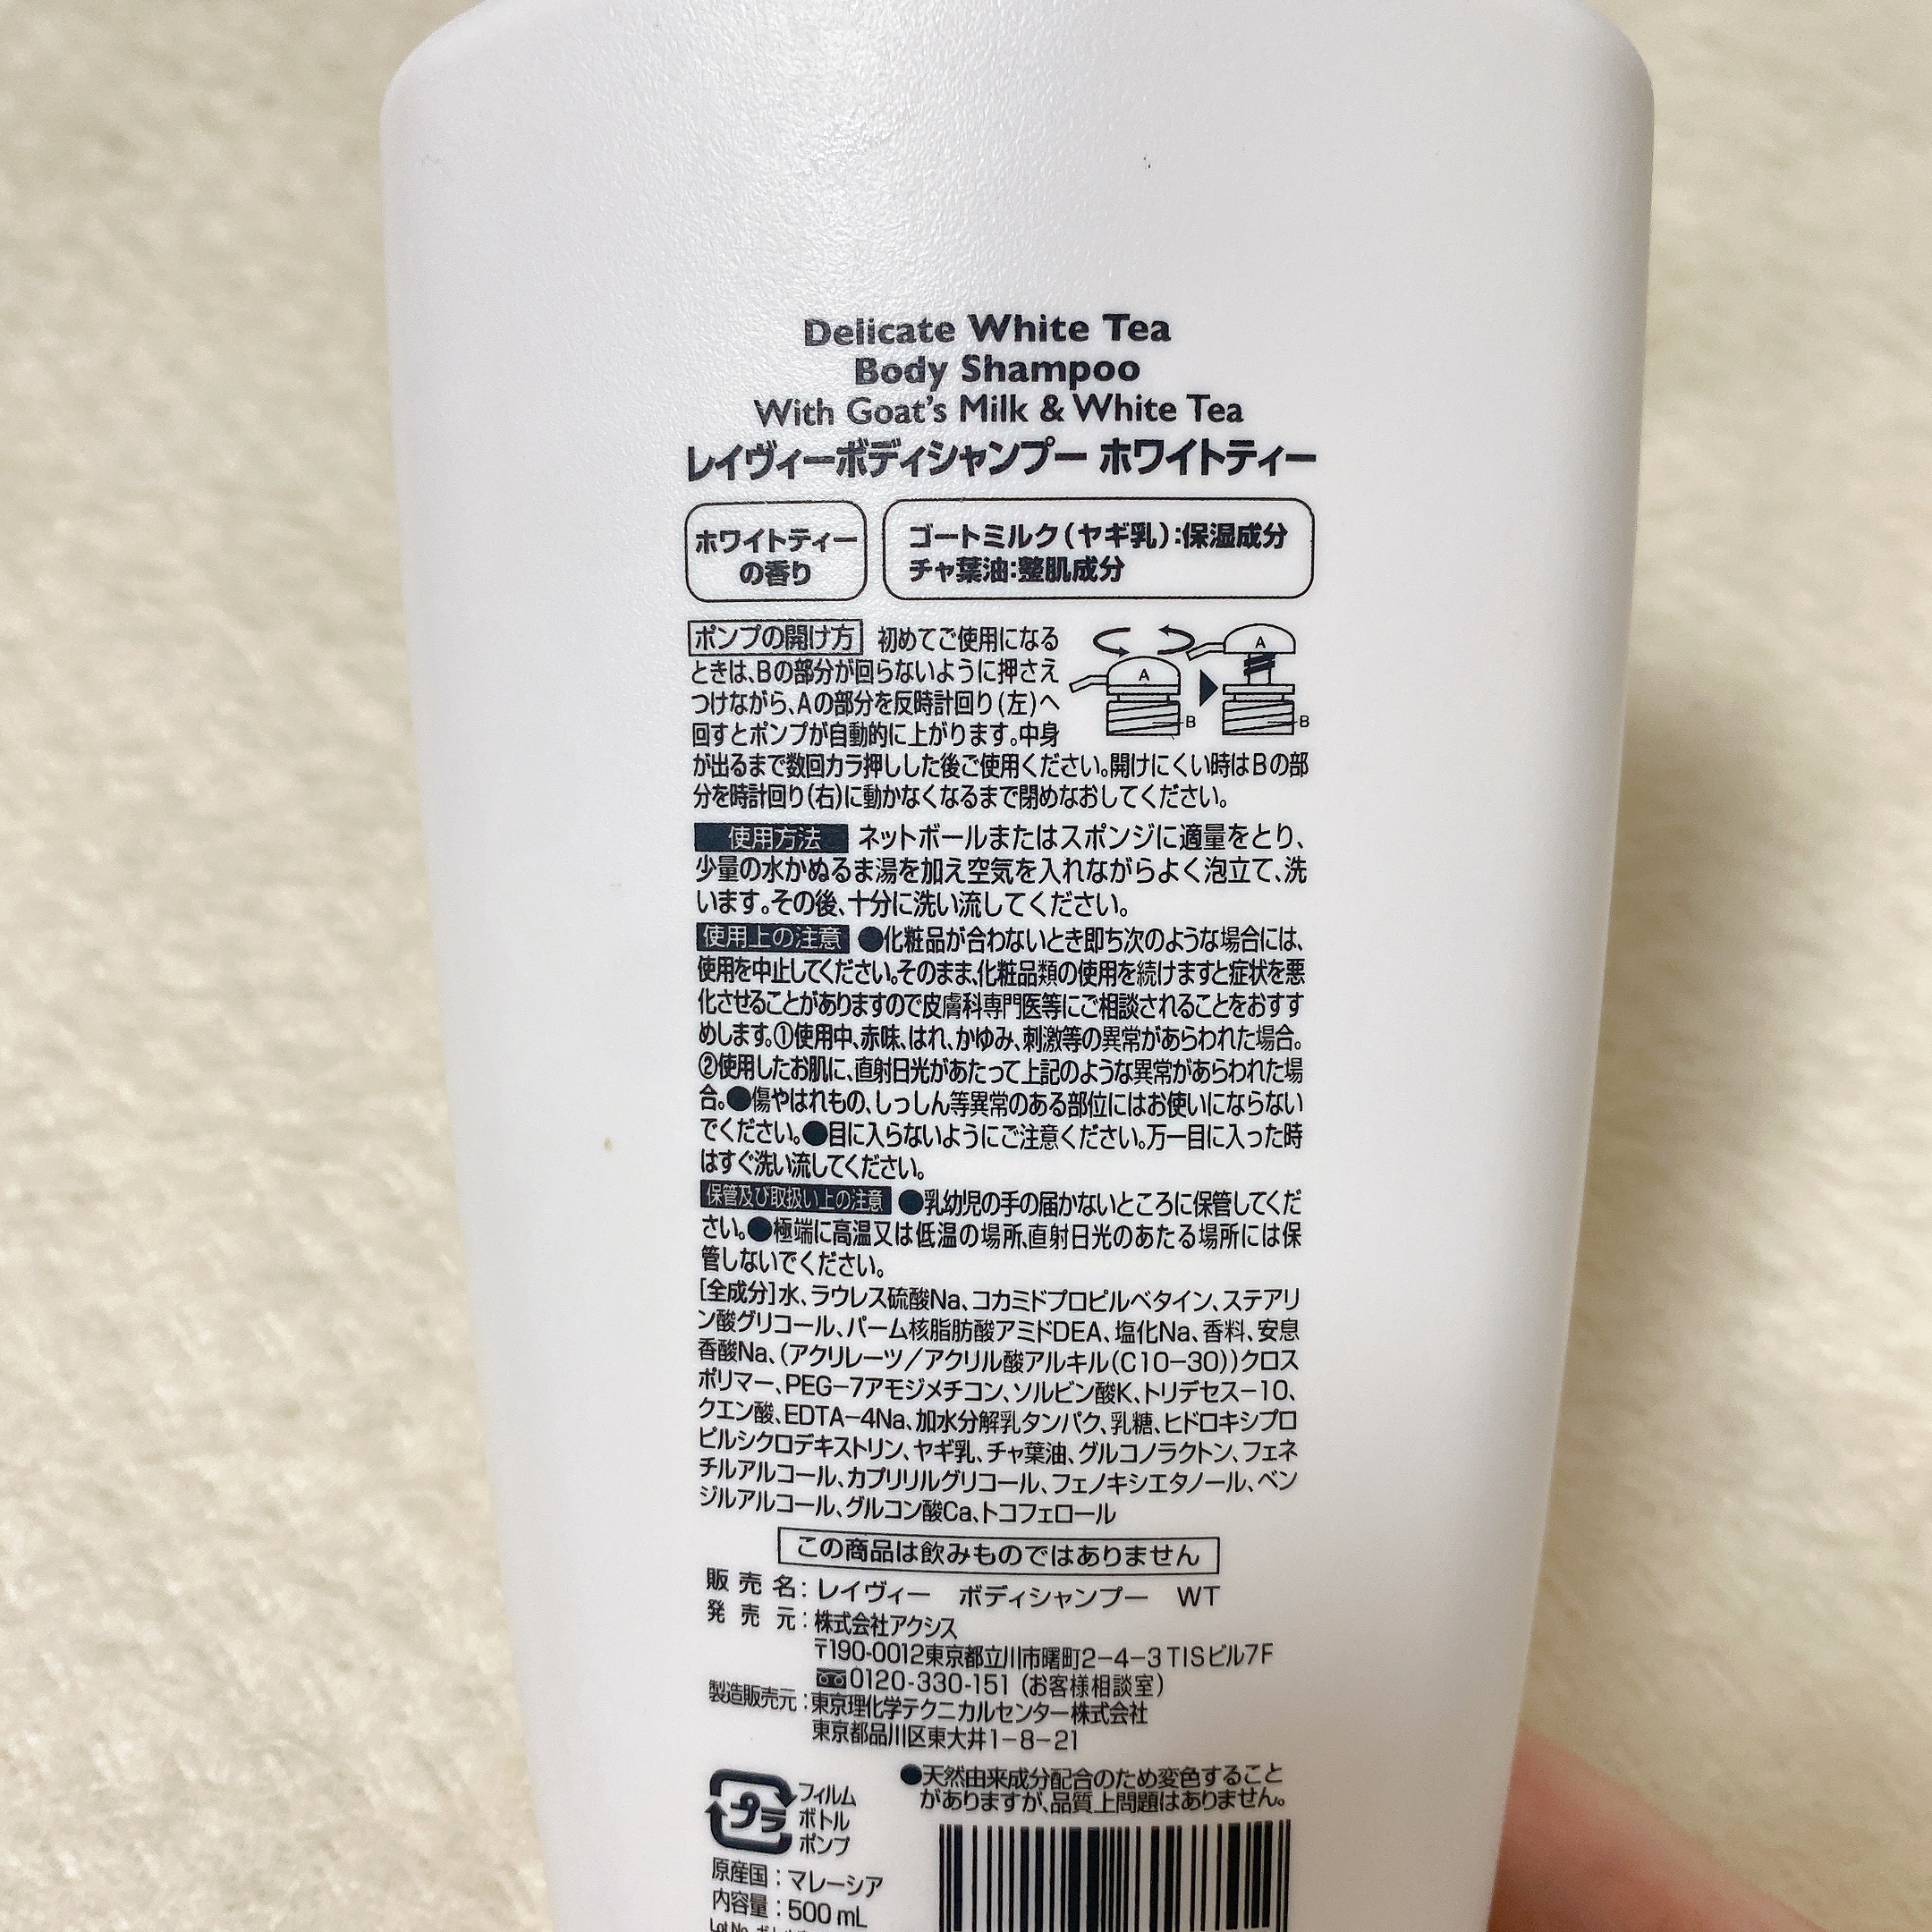 Delicate White Tea
Body Shampoo
With Goat's Milk & White Tea
レイヴィーボディシャンプー ホワイトティー
ホワイトティー
の香り
ゴートミルク(ヤギ乳):保湿成分
チャ葉油:整肌成分
ポンプの開け方 初めてご使用になる
ときは、Bの部分が回らないように押さえ
つけながら、Aの部分を反時計回り(左)へ
回すとポンプが自動的に上がります。中身
が出るまで数回カラ押しした後ご使用ください。開けにくい時はBの部
分を時計回り(右)に動かなくなるまで閉めなおしてください。
A
B
A
B
使用方法 ネットボールまたはスポンジに適量をとり、
少量の水かぬるま湯を加え空気を入れながらよく泡立て、洗
います。その後、十分に洗い流してください。
使用上の注意 ●化粧品が合わないとき即ち次のような場合には、
使用を中止してください。そのまま、化粧品類の使用を続けますと症状を悪
化させることがありますので皮膚科専門医等にご相談されることをおすす
めします。①使用中、赤味、はれ、かゆみ、刺激等の異常があらわれた場合。
②使用したお肌に、直射日光があたって上記のような異常があらわれた場
合。●傷やはれもの、しっしん等異常のある部位にはお使いにならない
でください。●目に入らないようにご注意ください。万一目に入った時
はすぐ洗い流してください。
保管及び取扱い上の注意 ●乳幼児の手の届かないところに保管してくだ
さい。●極端に高温又は低温の場所、直射日光のあたる場所には保
管しないでください。
[全成分]水、ラウレス硫酸Na、コカミドプロピルベタイン、ステアリ
ン酸グリコール、パーム核脂肪酸アミドDEA、塩化Na、香料、安息
香酸Na、(アクリレーツ/アクリル酸アルキル(C10-30))クロス
ポリマー、PEG-7アモジメチコン、ソルビン酸K、トリデセス-10、
クエン酸、EDTA-4Na、加水分解乳タンパク、乳糖、ヒドロキシプロ
ピルシクロデキストリン、ヤギ乳、チャ葉油、グルコノラクトン、フェネ
チルアルコール、カプリリルグリコール、フェノキシエタノール、ベン
ジルアルコール、グルコン酸Ca、トコフェロール
この商品は飲みものではありません
販売名:レイヴィー ボディシャンプー WT
発売元:株式会社アクシス
〒190-0012東京都立川市曙町2-4-3 TISビル7F
0120-330-151(お客様相談室)
製造販売元:東京理化学テクニカルセンター株式会社
東京都品川区東大井1-8-21
プラ
フィルム
ボトル
ポンプ
●天然由来成分配合のため変色すること
がありますが、品質上問題はありません。
原産国:マレーシア
内容量:500 mL